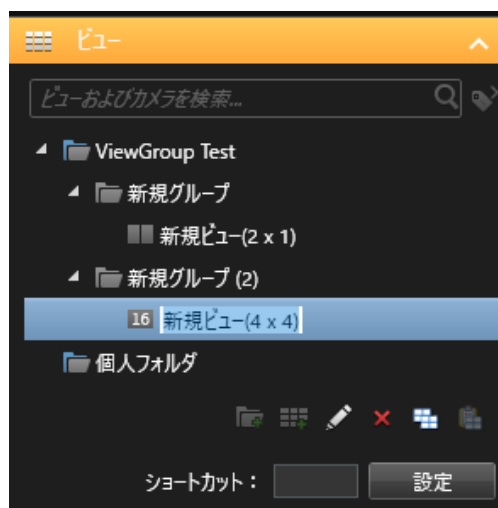 ビュー
ビューおよびカメラを検索...
ViewGroup Test
新規グループ
新規ビュー(2 x 1)
新規グループ (2)
16 新規ビュー(4 x 4)
個人フォルダ
ショートカット： 設定